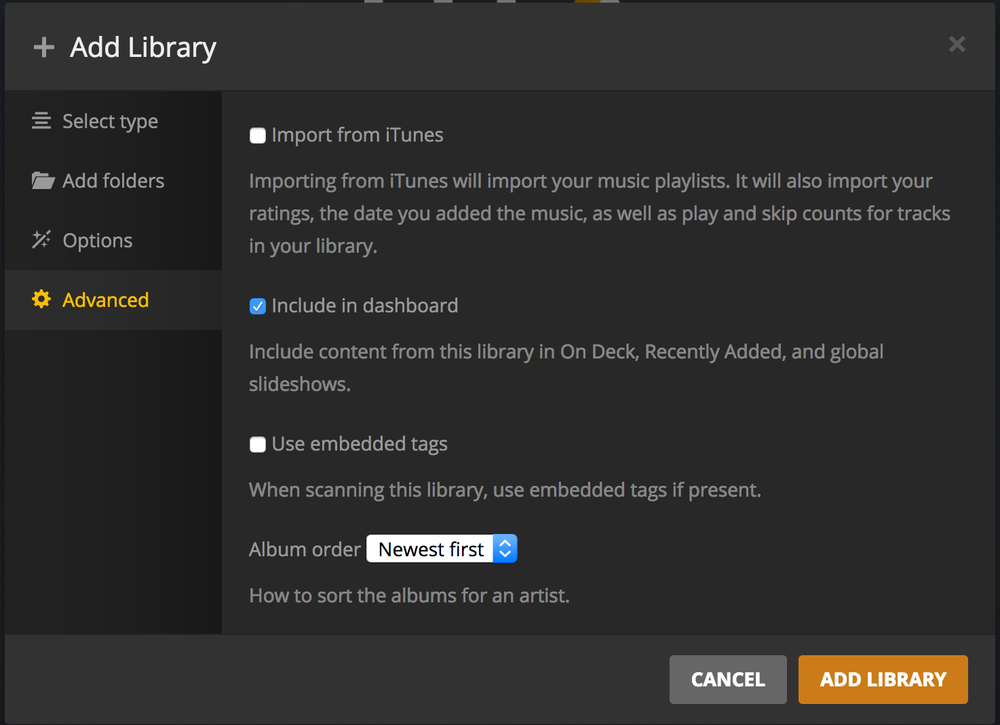 Add Library
Select type
Add folders
Options
Advanced
Import from iTunes
Importing from iTunes will import your music playlists. It will also import your
ratings, the date you added the music, as well as play and skip counts for tracks
in your library.
Include in dashboard
Include content from this library in On Deck, Recently Added, and global
slideshows.
Use embedded tags
When scanning this library, use embedded tags if present.
Album order Newest first
How to sort the albums for an artist.
CANCEL ADD LIBRARY